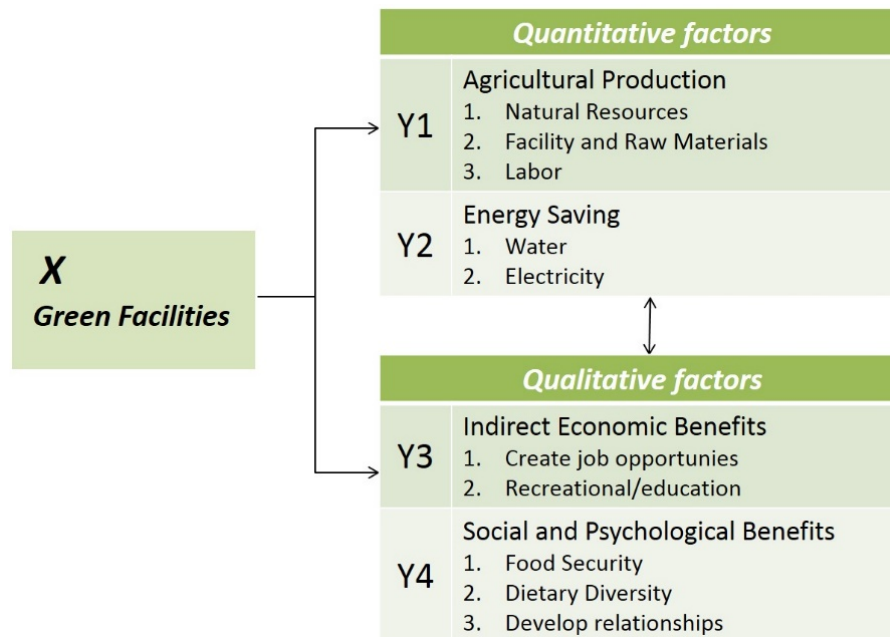 Quantitative factors
Y1
Agricultural Production
1. Natural Resources
2. Facility and Raw Materials
3. Labor
Y2
Energy Saving
1. Water
2. Electricity
X
Green Facilities
Qualitative factors
Y3
Indirect Economic Benefits
1. Create job opportunies
2. Recreational/education
Y4
Social and Psychological Benefits
1. Food Security
2. Dietary Diversity
3. Develop relationships